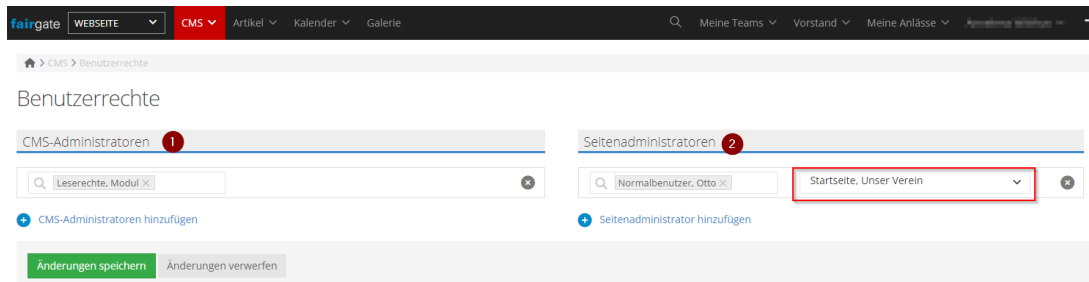 fairgate WEBSEITE CMS Artikel Kalender Galerie Meine Teams Vorstand Meine Anlässe
CMS > Benutzerrechte
Benutzerrechte
CMS-Administratoren 1
Seitenadministratoren 2
Leserechte, Modul ×
Normalbenutzer, Otto × Startseite, Unser Verein
CMS-Administratoren hinzufügen
Seitenadministrator hinzufügen
Änderungen speichern Änderungen verwerfen